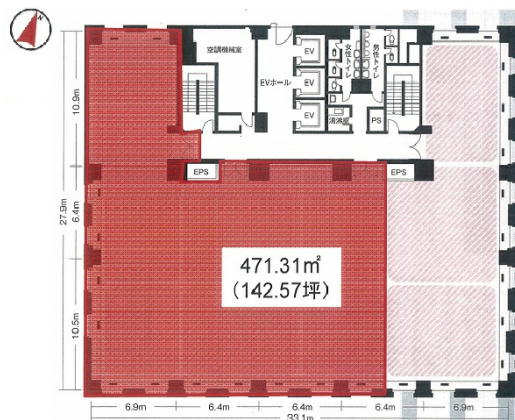 空調機械室
EVホール
EV
EV
EV
女性トイレ
男性トイレ
湯沸室
PS
EPS
EPS
10.9m
6.4m
10.5m
27.9m
471.31㎡
(142.57坪)
6.9m
6.4m
6.4m
6.4m
6.9m
33.1m